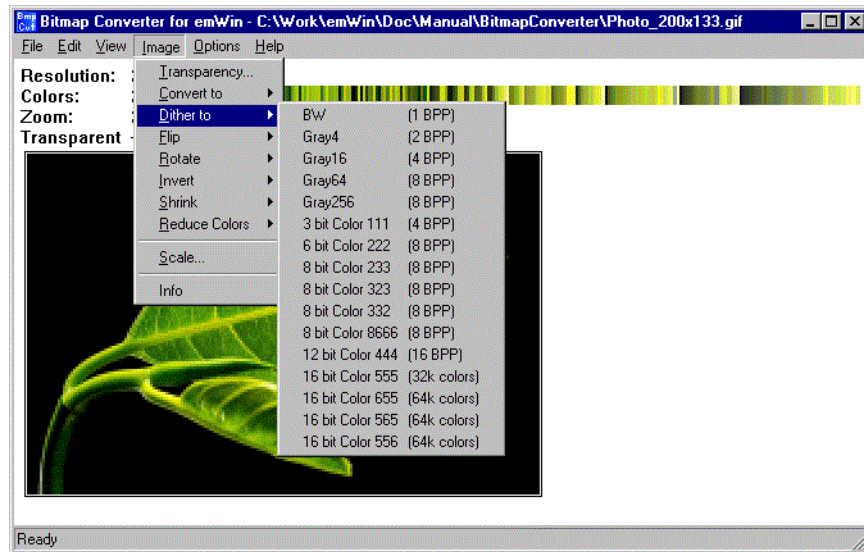 Bitmap Converter for emWin - C:\Work\emWin\Doc\Manual\BitmapConverter\Photo_200x133.gif
File Edit View Image Options Help
Resolution:
Colors:
Zoom:
Transparent
Transparency...
Convert to
Dither to
Flip
Rotate
Invert
Shrink
Reduce Colors
Scale...
Info
BW (1 BPP)
Gray4 (2 BPP)
Gray16 (4 BPP)
Gray64 (8 BPP)
Gray256 (8 BPP)
3 bit Color 111 (4 BPP)
6 bit Color 222 (8 BPP)
8 bit Color 233 (8 BPP)
8 bit Color 323 (8 BPP)
8 bit Color 332 (8 BPP)
8 bit Color 8666 (8 BPP)
12 bit Color 444 (16 BPP)
16 bit Color 555 (32k colors)
16 bit Color 655 (64k colors)
16 bit Color 565 (64k colors)
16 bit Color 556 (64k colors)
Ready